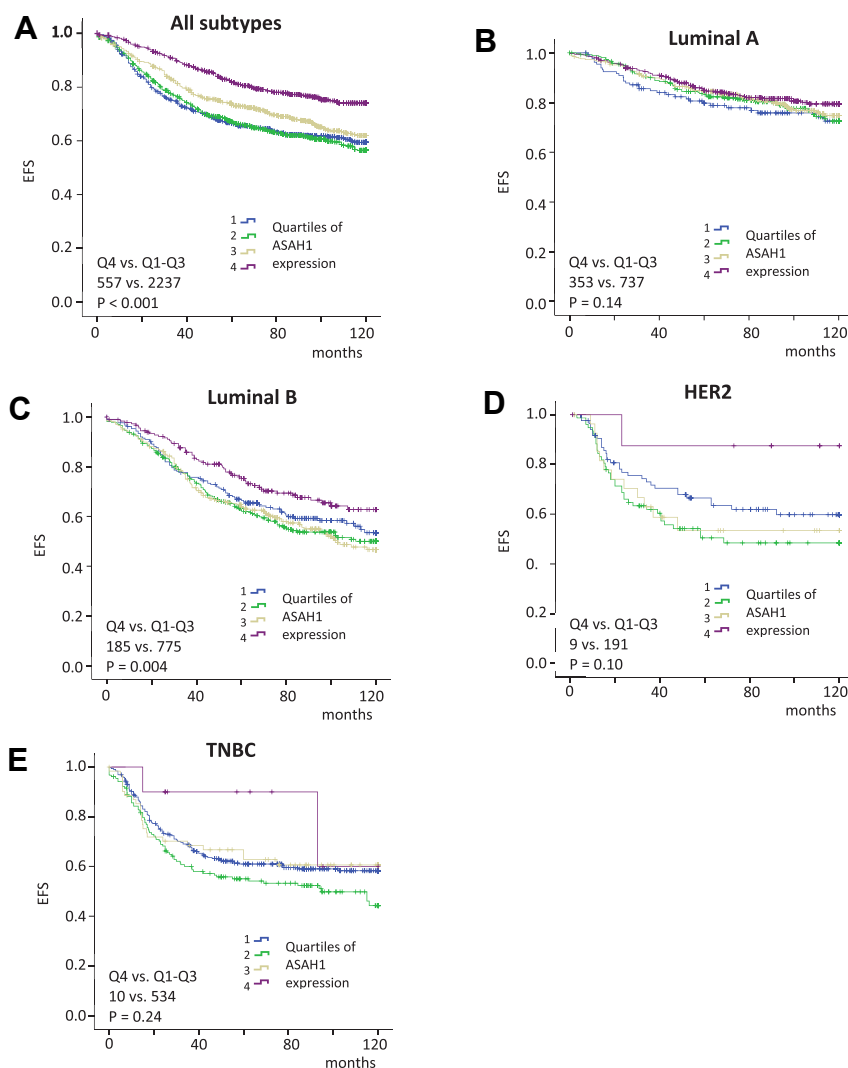 A
All subtypes
1.0
0.8
0.6
0.4
0.2
0.0
EFS
1
2
3
4
Quartiles of
ASAH1
expression
Q4 vs. Q1-Q3
557 vs. 2237
P < 0.001
0 40 80 120
months
B
Luminal A
1.0
0.8
0.6
0.4
0.2
0.0
EFS
1
2
3
4
Quartiles of
ASAH1
expression
Q4 vs. Q1-Q3
353 vs. 737
P = 0.14
0 40 80 120
months
C
Luminal B
1.0
0.8
0.6
0.4
0.2
0.0
EFS
1
2
3
4
Quartiles of
ASAH1
expression
Q4 vs. Q1-Q3
185 vs. 775
P = 0.004
0 40 80 120
months
D
HER2
1.0
0.8
0.6
0.
0.2
0.0
EFS
1
2
3
4
Quartiles of
ASAH1
expression
Q4 vs. Q1-Q3
9 vs. 191
P = 0.10
0 40 80 120
months
E
TNBC
1.0
0.8
0.6
0.4
0.2
0.0
EFS
1
2
3
4
Quartiles of
ASAH1
expression
Q4 vs. Q1-Q3
10 vs. 534
P = 0.24
0 40 80 120
months